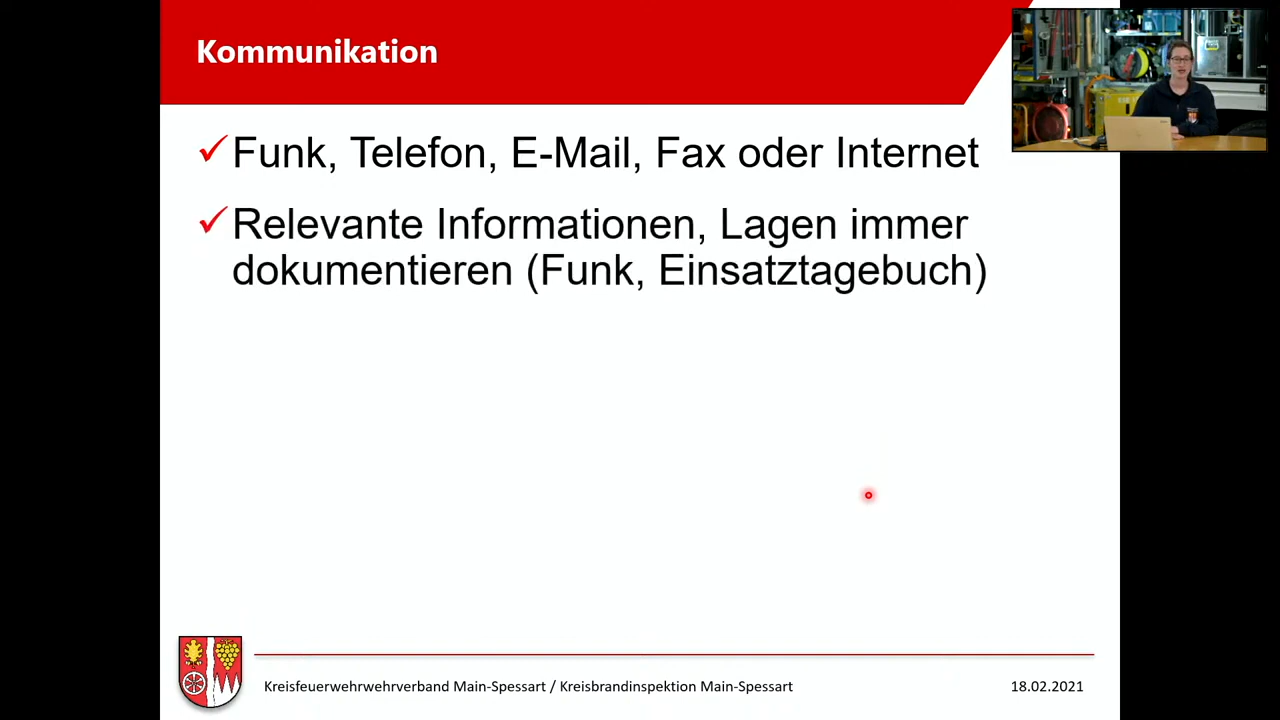 Kommunikation
Funk, Telefon, E-Mail, Fax oder Internet
Relevante Informationen, Lagen immer
dokumentieren (Funk, Einsatztagebuch)
Kreisfeuerwehrwehrverband Main-Spessart / Kreisbrandinspektion Main-Spessart
18.02.2021